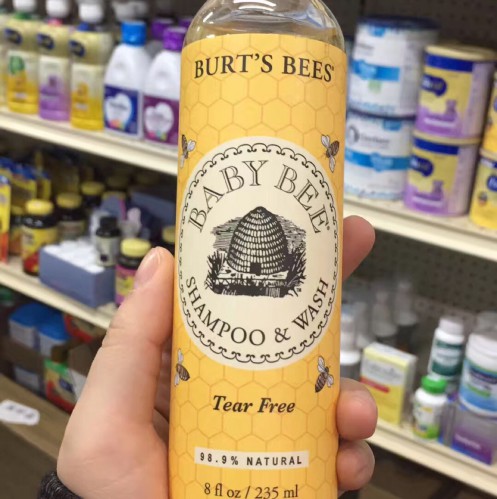 BURT'S BEES®
BABY BEE®
SHAMPOO & WASH
Tear Free
98.9% NATURAL
8 fl oz / 235 ml